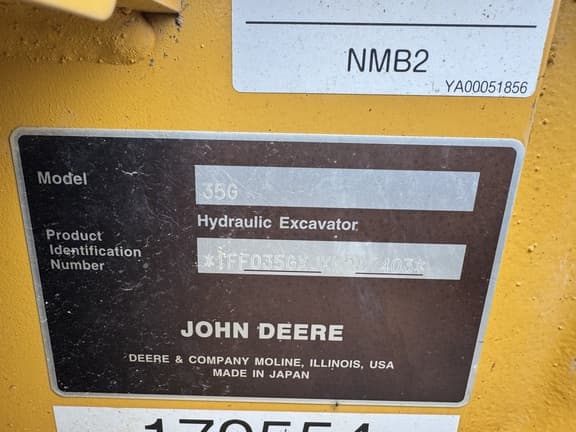 NMB2
YA00051856
Model 35G
Hydraulic Excavator
Product
Identification
Number
JOHN DEERE
DEERE & COMPANY MOLINE, ILLINOIS, USA
MADE IN JAPAN